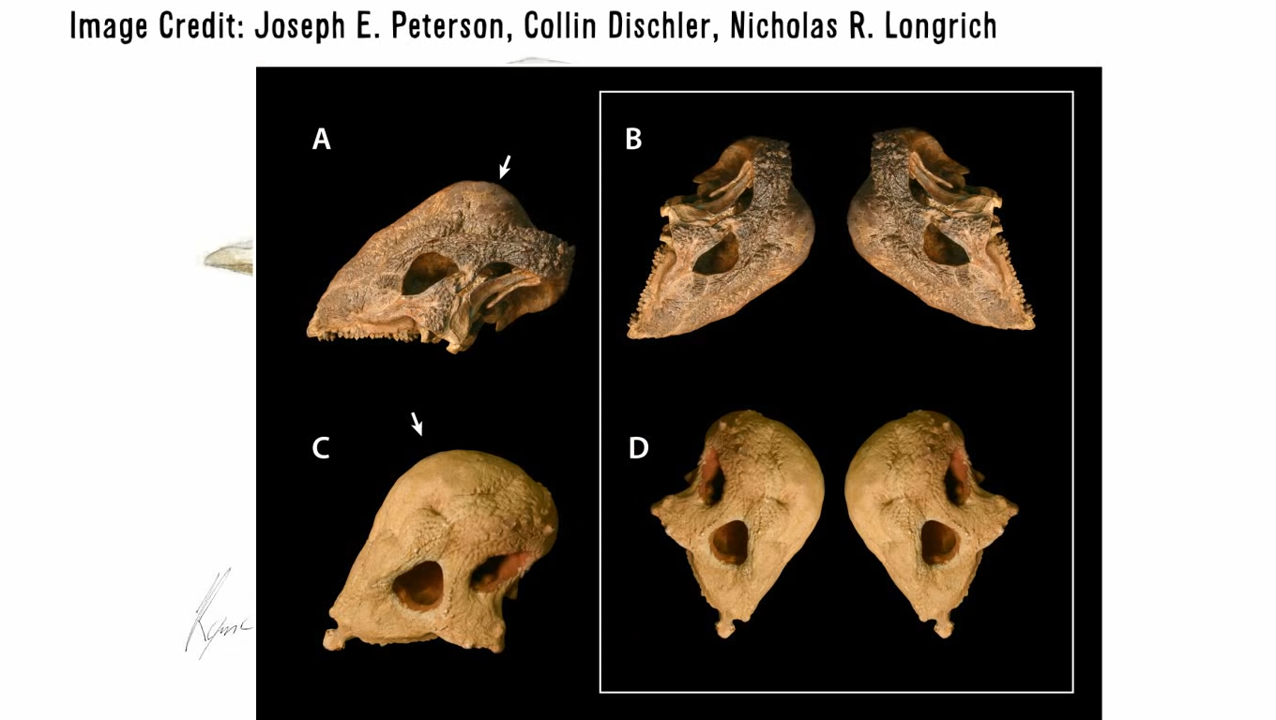 Image Credit: Joseph E. Peterson, Collin Dischler, Nicholas R. Longrich
A
B
C
D